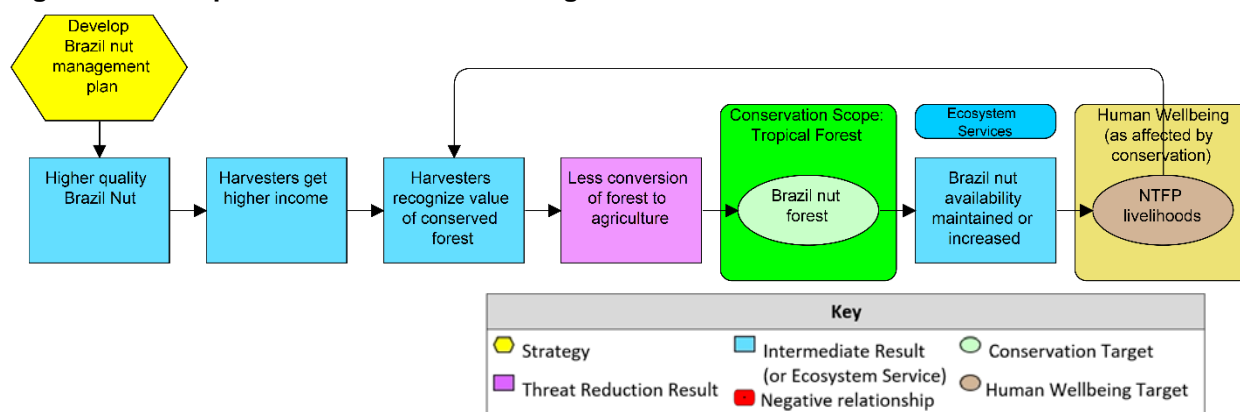 Develop
Brazil nut
management
plan
Higher quality
Brazil Nut
Harvesters get
higher income
Harvesters
recognize value
of conserved
forest
Less conversion
of forest to
agriculture
Conservation Scope:
Tropical Forest
Brazil nut
forest
Ecosystem
Services
Brazil nut
availability
maintained or
increased
Human Wellbeing
(as affected by
conservation)
NTFP
livelihoods
Key
Strategy
Threat Reduction Result
Intermediate Result
(or Ecosystem Service)
Negative relationship
Conservation Target
Human Wellbeing Target